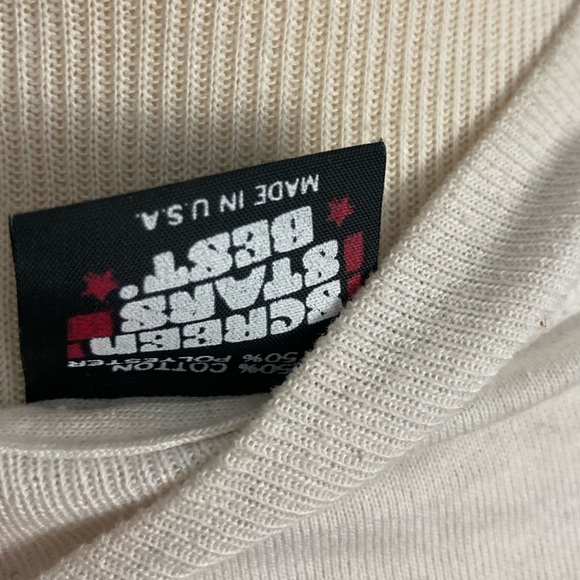 SCREEN
STARS
BEST.
MADE IN U.S.A.
50% COTTON
50% POLYESTER